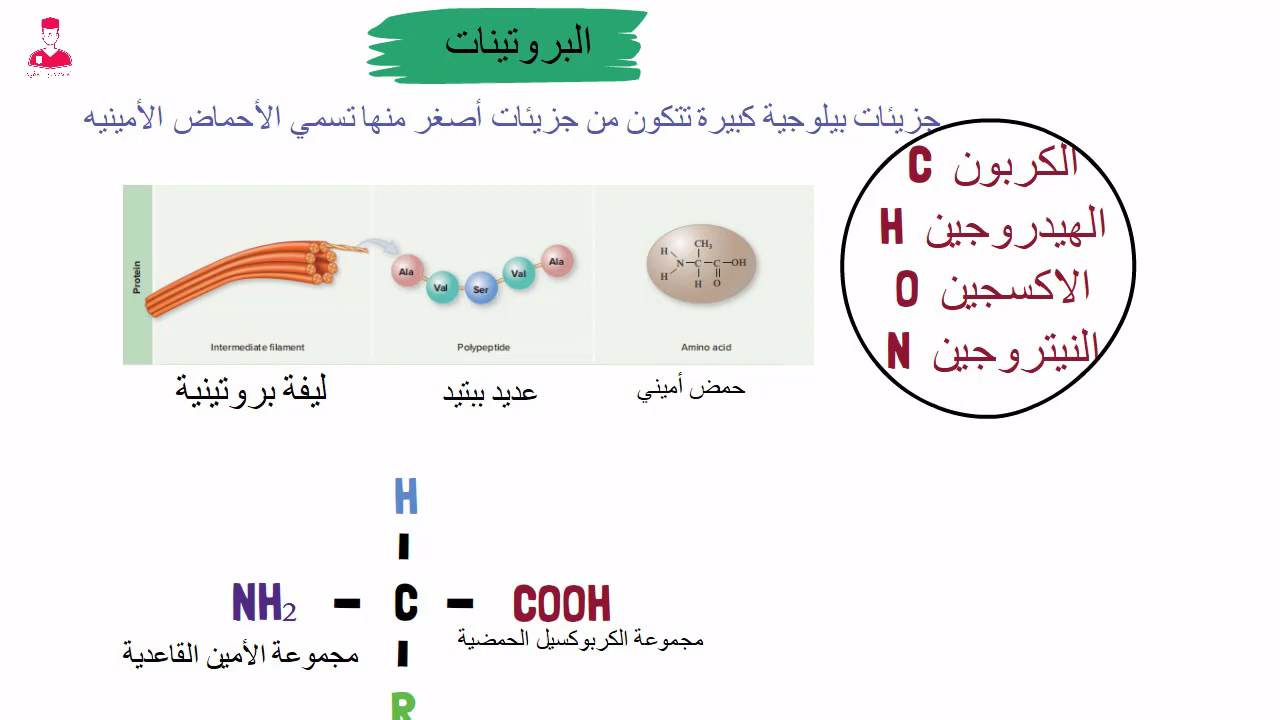 البروتينات
جزيئات بيلوجية كبيرة تتكون من جزيئات أصغر منها تسمي الأحماض الأمينيه
الكربون C
الهيدروجين H
الاكسجين O
النيتروجين N
Protein
Ala
Val
Ser
Val
Ala
CH₃
H
N—C—C—OH
H
H
O
Intermediate filament
Polypeptide
Amino acid
ليفة بروتينية
عديد ببتيد
حمض أميني
H
NH₂ - C - COOH
مجموعة الأمين القاعدية
مجموعة الكربوكسيل الحمضية
R